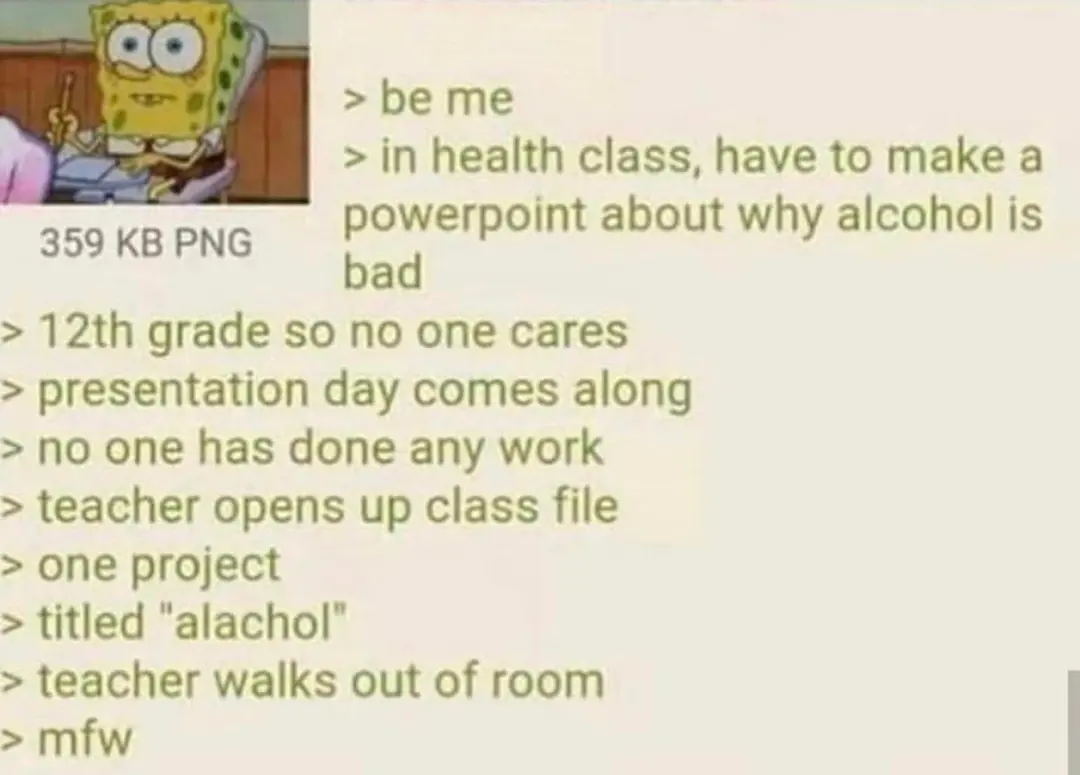 > be me
> in health class, have to make a
powerpoint about why alcohol is
bad
359 KB PNG
> 12th grade so no one cares
> presentation day comes along
> no one has done any work
> teacher opens up class file
> one project
> titled "alachol"
> teacher walks out of room
> mfw